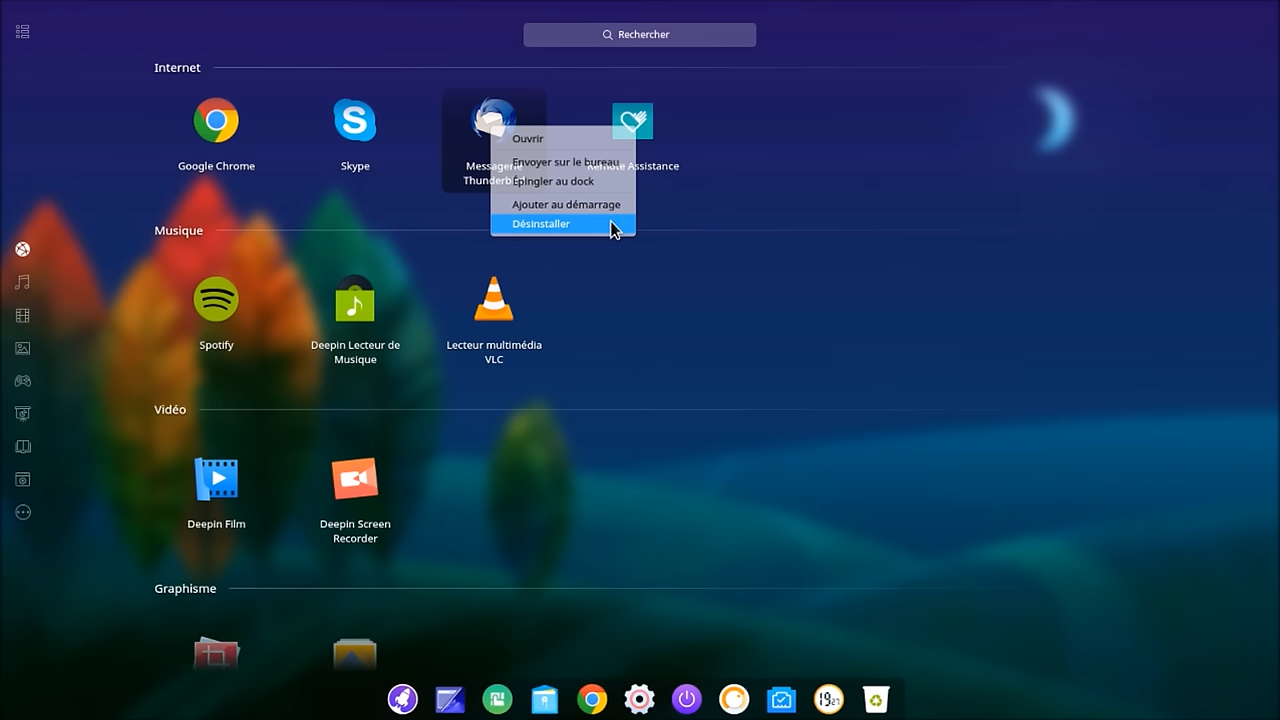 Rechercher
Internet
Google Chrome
Skype
Messagerie
Thunderbird
Remote Assistance
Ouvrir
Envoyer sur le bureau
Épingler au dock
Ajouter au démarrage
Désinstaller
Musique
Spotify
Deepin Lecteur de
Musique
Lecteur multimédia
VLC
Vidéo
Deepin Film
Deepin Screen
Recorder
Graphisme